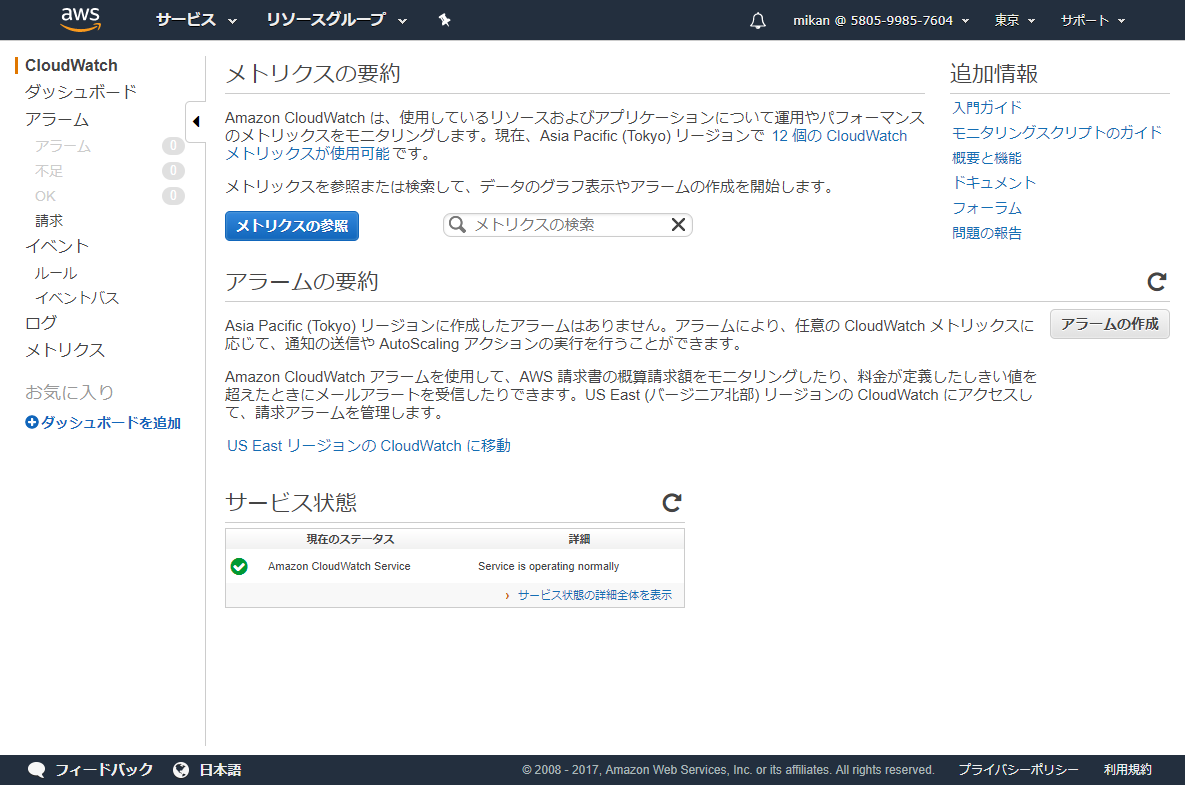 aws
サービス
リソースグループ
mikan @ 5805-9985-7604
東京
サポート
CloudWatch
ダッシュボード
アラーム
アラーム 0
不足 0
OK 0
請求
イベント
ルール
イベントバス
ログ
メトリクス
お気に入り
ダッシュボードを追加
メトリクスの要約
Amazon CloudWatch は、使用しているリソースおよびアプリケーションについて運用やパフォーマンス
のメトリックスをモニタリングします。現在、Asia Pacific (Tokyo) リージョンで 12 個の CloudWatch
メトリックスが使用可能です。
メトリックスを参照または検索して、データのグラフ表示やアラームの作成を開始します。
メトリクスの参照
メトリクスの検索
追加情報
入門ガイド
モニタリングスクリプトのガイド
概要と機能
ドキュメント
フォーラム
問題の報告
アラームの要約
Asia Pacific (Tokyo) リージョンに作成したアラームはありません。アラームにより、任意の CloudWatch メトリックスに
応じて、通知の送信や AutoScaling アクションの実行を行うことができます。
アラームの作成
Amazon CloudWatch アラームを使用して、AWS 請求書の概算請求額をモニタリングしたり、料金が定義したしきい値を
超えたときにメールアラートを受信したりできます。US East (バージニア北部) リージョンの CloudWatch にアクセスし
て、請求アラームを管理します。
US East リージョンの CloudWatch に移動
サービス状態
現在のステータス 詳細
Amazon CloudWatch Service Service is operating normally
› サービス状態の詳細全体を表示
フィードバック
日本語
© 2008 - 2017, Amazon Web Services, Inc. or its affiliates. All rights reserved.
プライバシーポリシー
利用規約